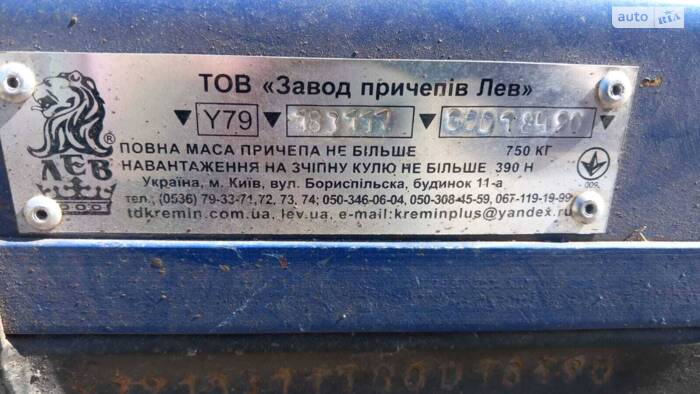 auto RIA
ТОВ «Завод причепів Лев»
Y79
ПОВНА МАСА ПРИЧЕПА НЕ БІЛЬШЕ 750 КГ
НАВАНТАЖЕННЯ НА ЗЧІПНУ КУЛЮ НЕ БІЛЬШЕ 390 Н
Україна, м. Київ, вул. Бориспільска, будинок 11-а
тел.: (0536) 79-33-71,72, 73, 74; 050-346-06-04, 050-308-45-59, 067-119-19-99
tdkremin.com.ua, lev.ua, e-mail:kreminplus@yandex.ru
ЛЕВ
®
009